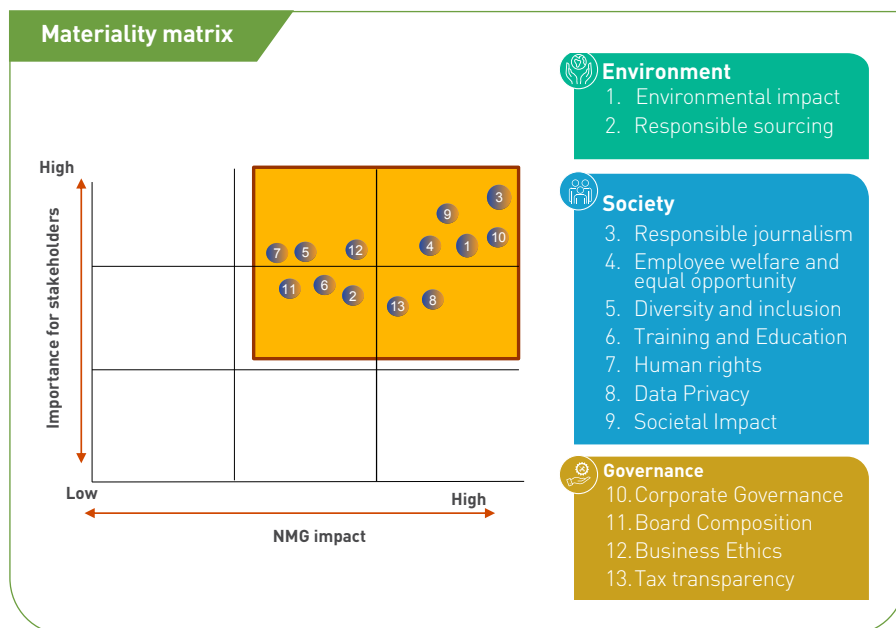 Materiality matrix
High
Importance for stakeholders
3
9
10
4
1
12
5
7
6
11
2
8
13
Low
High
NMG impact
Environment
1. Environmental impact
2. Responsible sourcing
Society
3. Responsible journalism
4. Employee welfare and
equal opportunity
5. Diversity and inclusion
6. Training and Education
7. Human rights
8. Data Privacy
9. Societal Impact
Governance
10. Corporate Governance
11. Board Composition
12. Business Ethics
13. Tax transparency